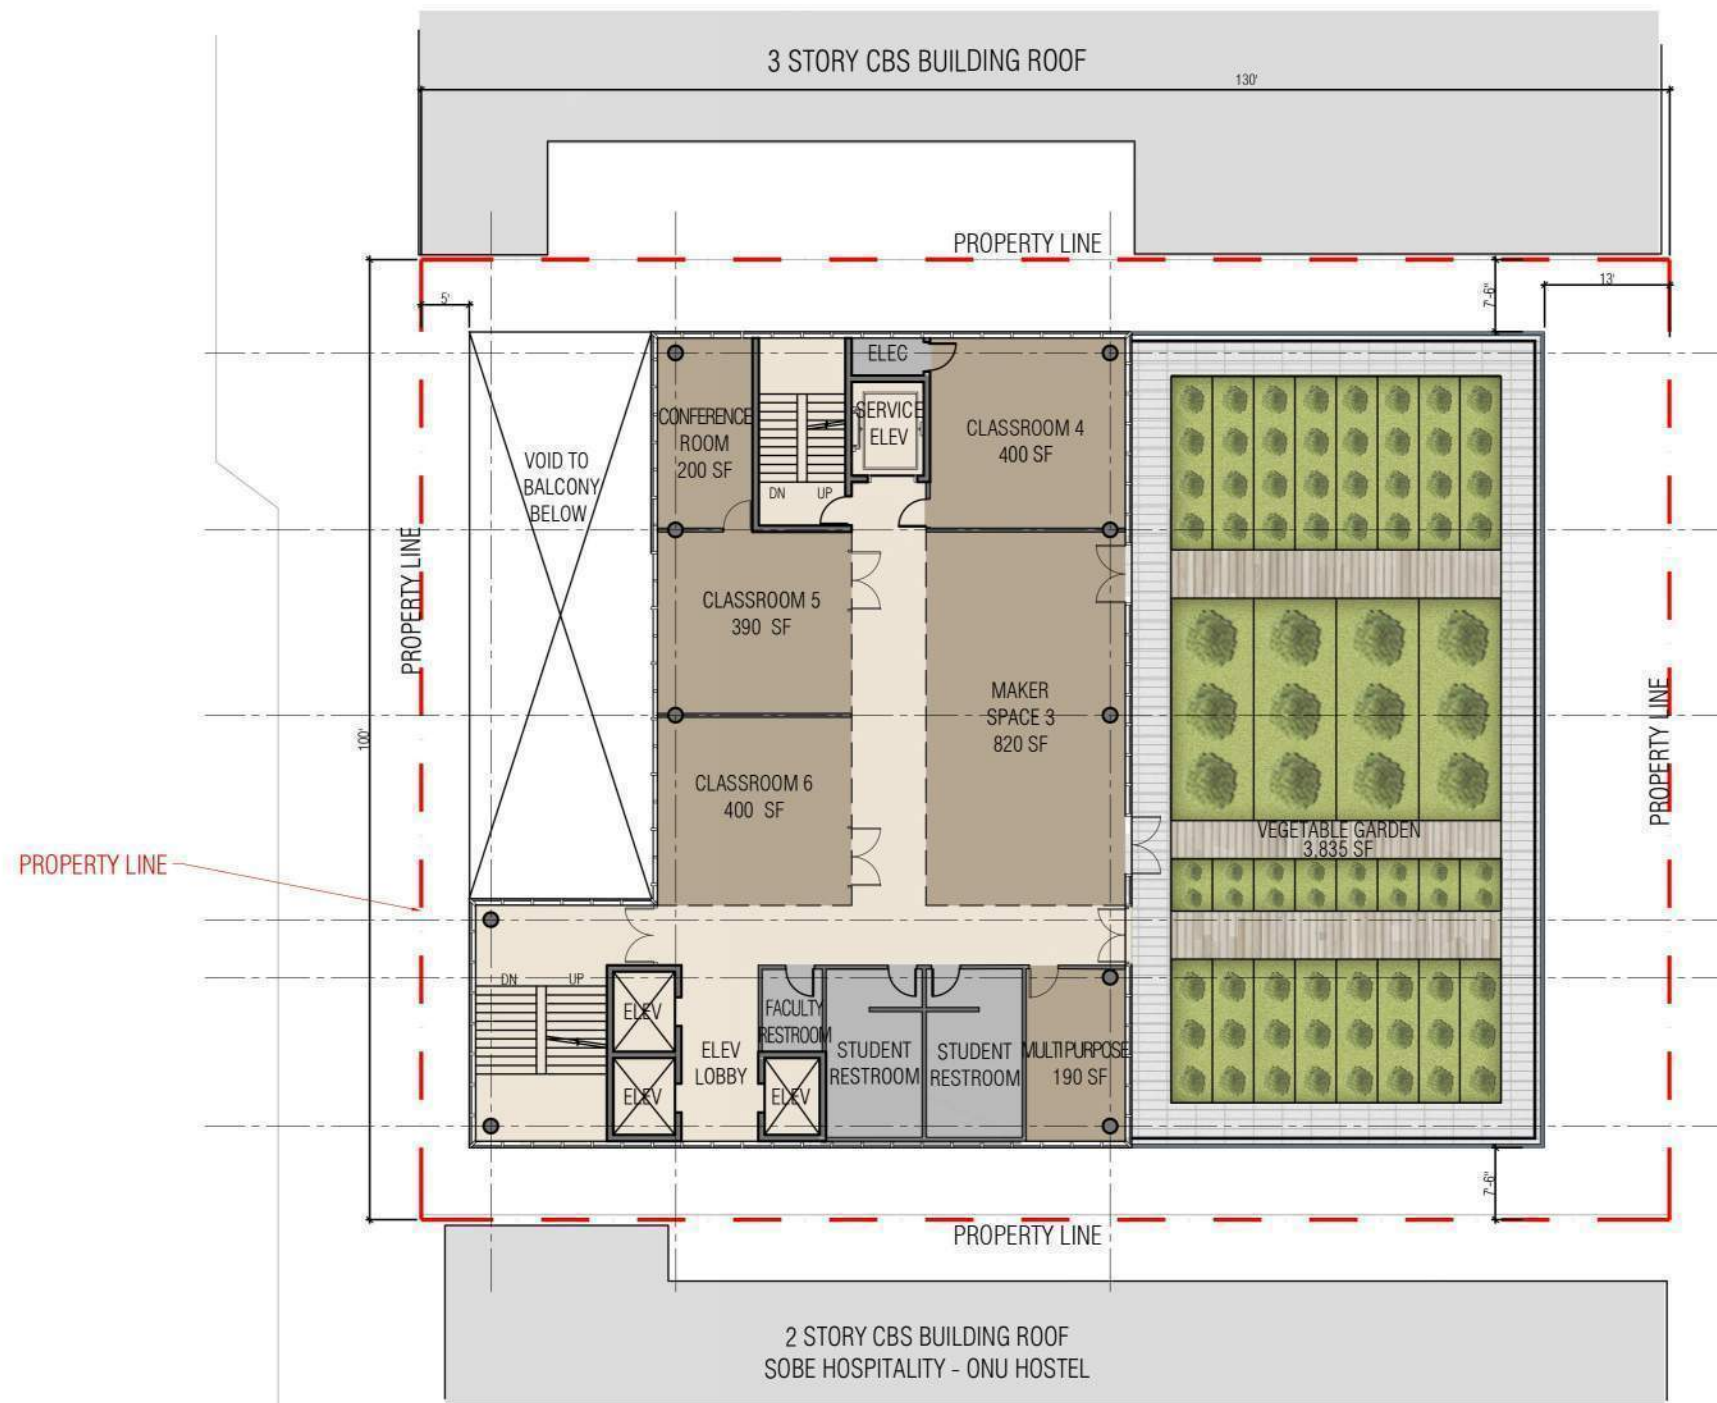 3 STORY CBS BUILDING ROOF
130'
PROPERTY LINE
5'
7'-6"
13'
ELEC
CONFERENCE
ROOM
200 SF
SERVICE
ELEV
CLASSROOM 4
400 SF
VOID TO
BALCONY
BELOW
DN
UP
PROPERTY LINE
CLASSROOM 5
390 SF
MAKER
SPACE 3
820 SF
100'
PROPERTY LINE
CLASSROOM 6
400 SF
VEGETABLE GARDEN
3,835 SF
PROPERTY LINE
DN
UP
ELEV
FACULTY
RESTROOM
ELEV
LOBBY
STUDENT
RESTROOM
STUDENT
RESTROOM
MULTIPURPOSE
190 SF
ELEV
ELEV
7'-6"
PROPERTY LINE
2 STORY CBS BUILDING ROOF
SOBE HOSPITALITY - ONU HOSTEL